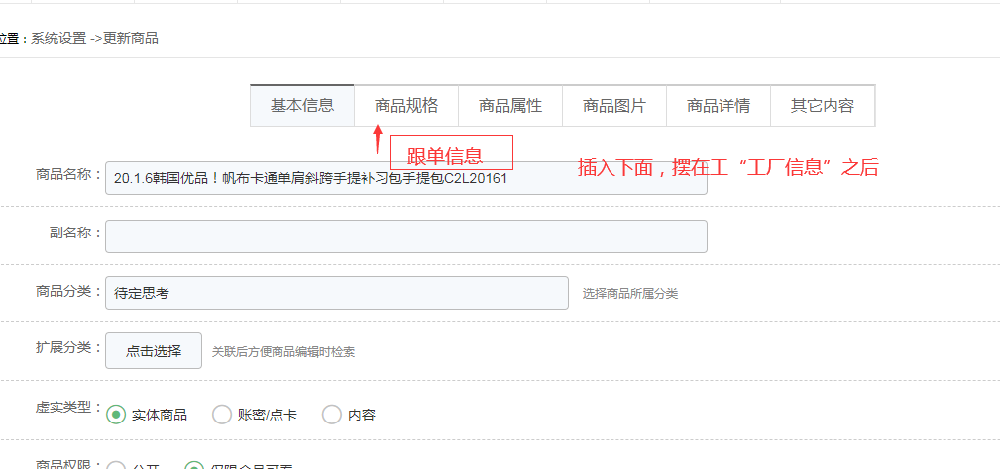 位置：系统设置 ->更新商品
基本信息 商品规格 商品属性 商品图片 商品详情 其它内容
跟单信息
插入下面，摆在工“工厂信息”之后
商品名称： 20.1.6韩国优品！帆布卡通单肩斜跨手提补习包手提包C2L20161
副名称：
商品分类： 待定思考 选择商品所属分类
扩展分类： 点击选择 关联后方便商品编辑时检索
虚实类型： 实体商品 账密/点卡 内容
商品权限： 公开 仅限会员可看